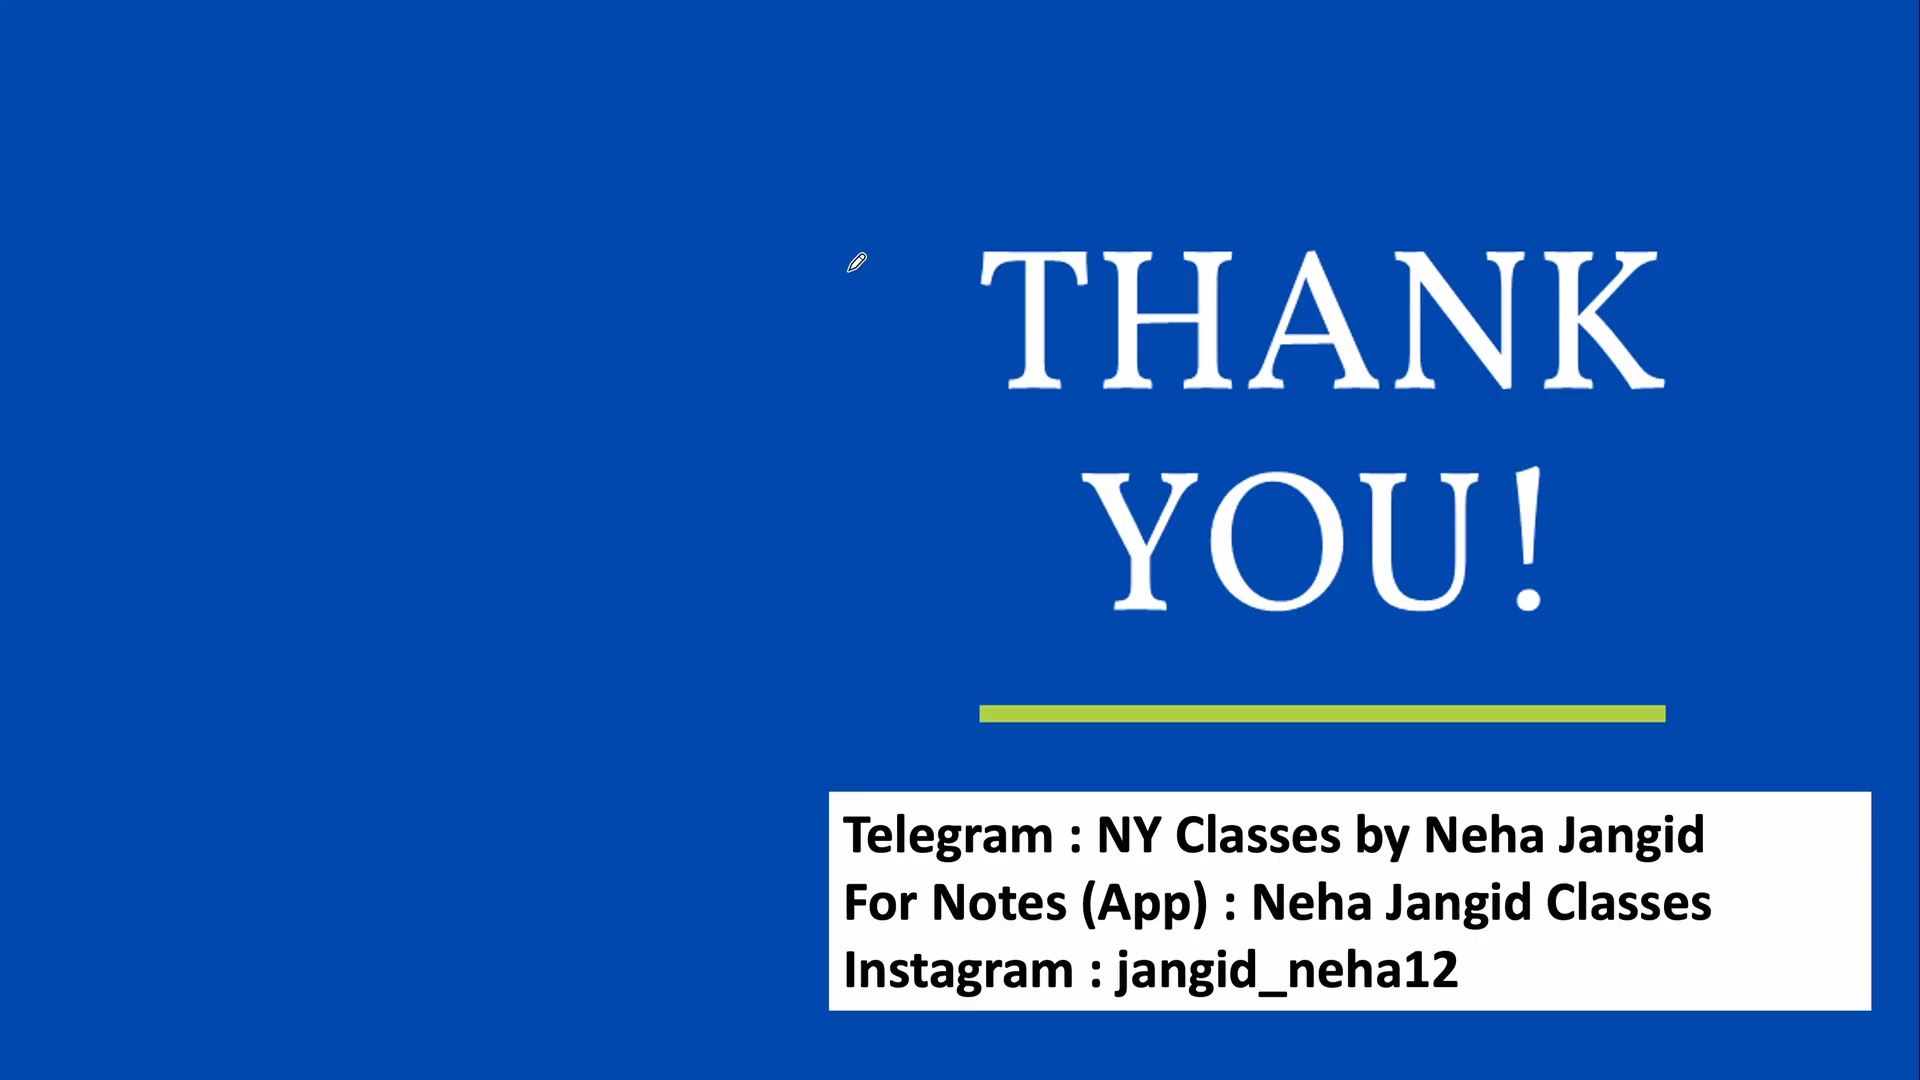 THANK
YOU!
Telegram : NY Classes by Neha Jangid
For Notes (App) : Neha Jangid Classes
Instagram : jangid_neha12